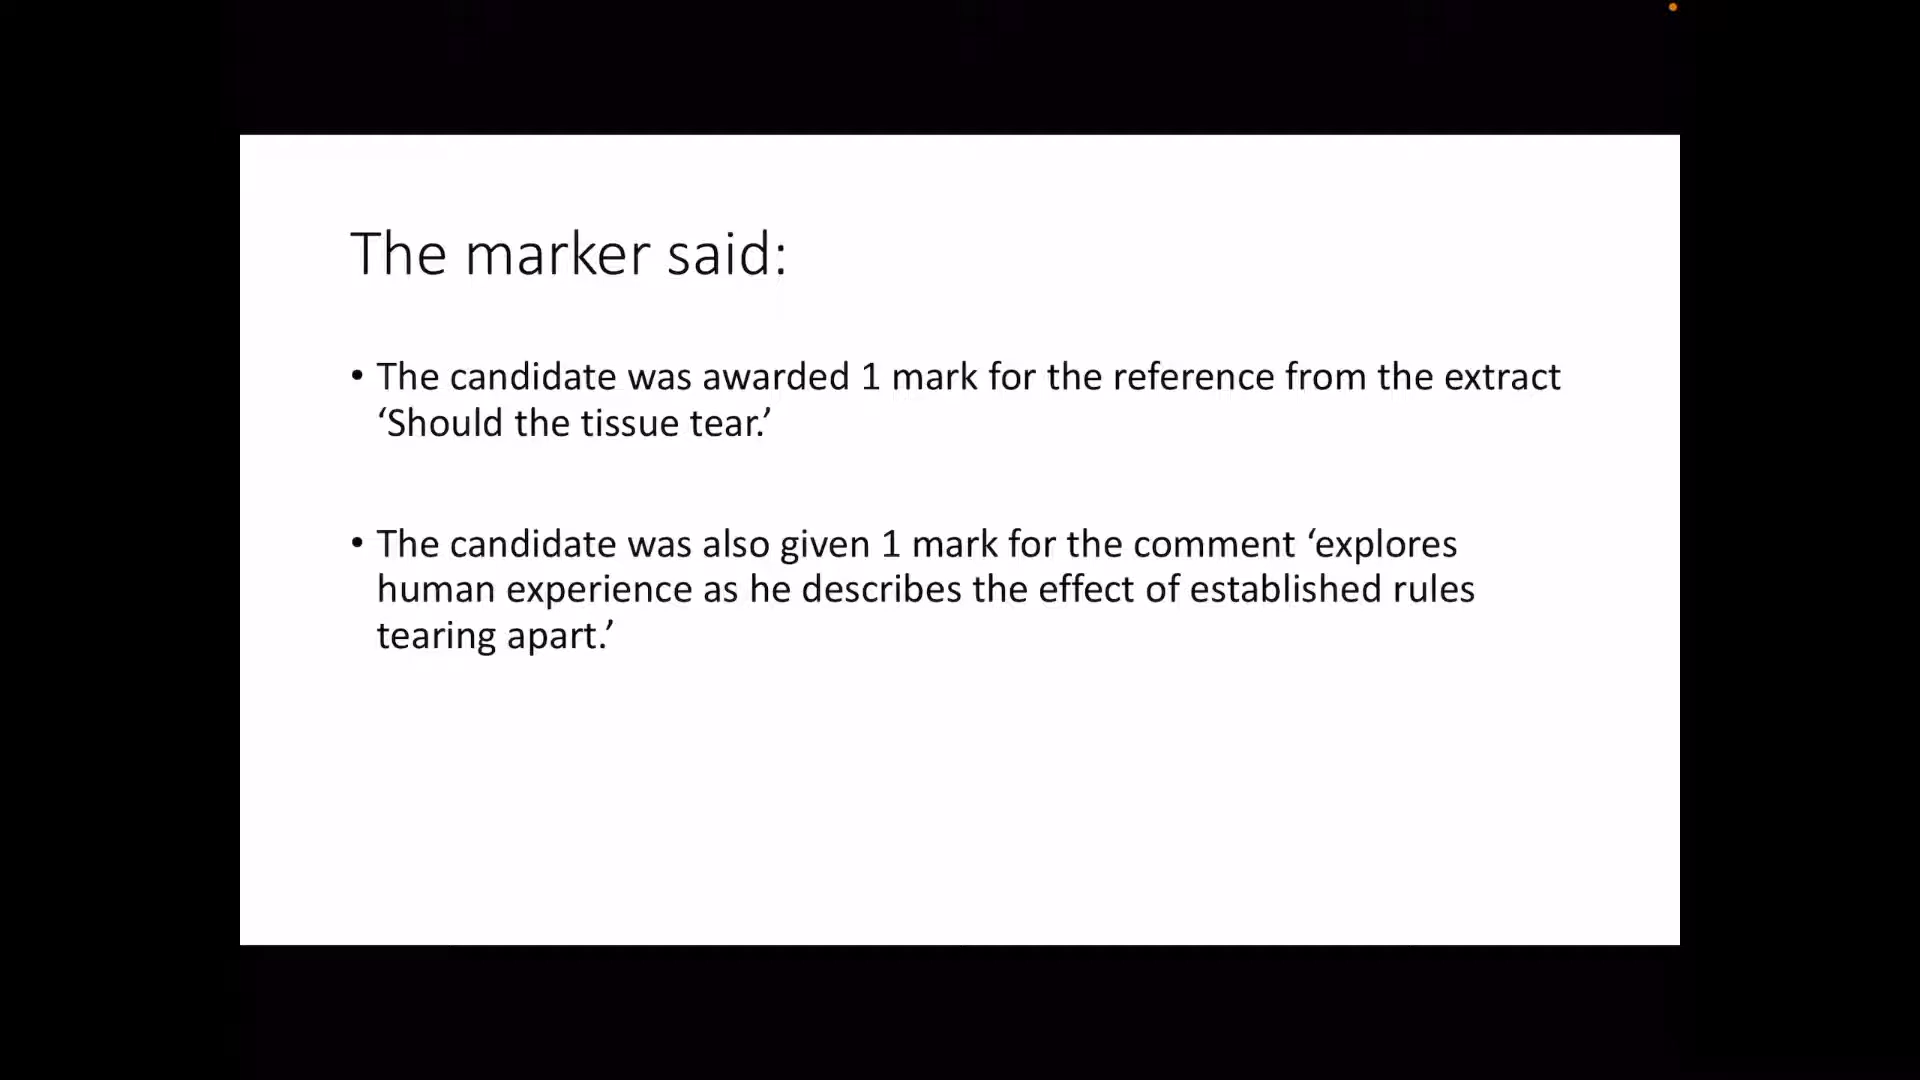 The marker said:
• The candidate was awarded 1 mark for the reference from the extract
‘Should the tissue tear.’
• The candidate was also given 1 mark for the comment ‘explores
human experience as he describes the effect of established rules
tearing apart.’